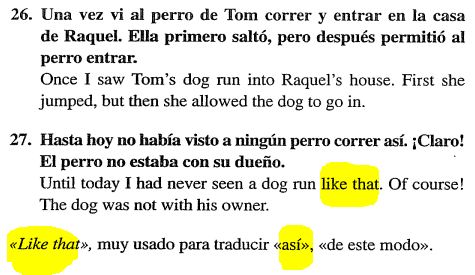 26. Una vez vi al perro de Tom correr y entrar en la casa
de Raquel. Ella primero saltó, pero después permitió al
perro entrar.
Once I saw Tom's dog run into Raquel's house. First she
jumped, but then she allowed the dog to go in.
27. Hasta hoy no había visto a ningún perro correr así. ¡Claro!
El perro no estaba con su dueño.
Until today I had never seen a dog run like that. Of course!
The dog was not with his owner.
«Like that», muy usado para traducir «así», «de este modo».